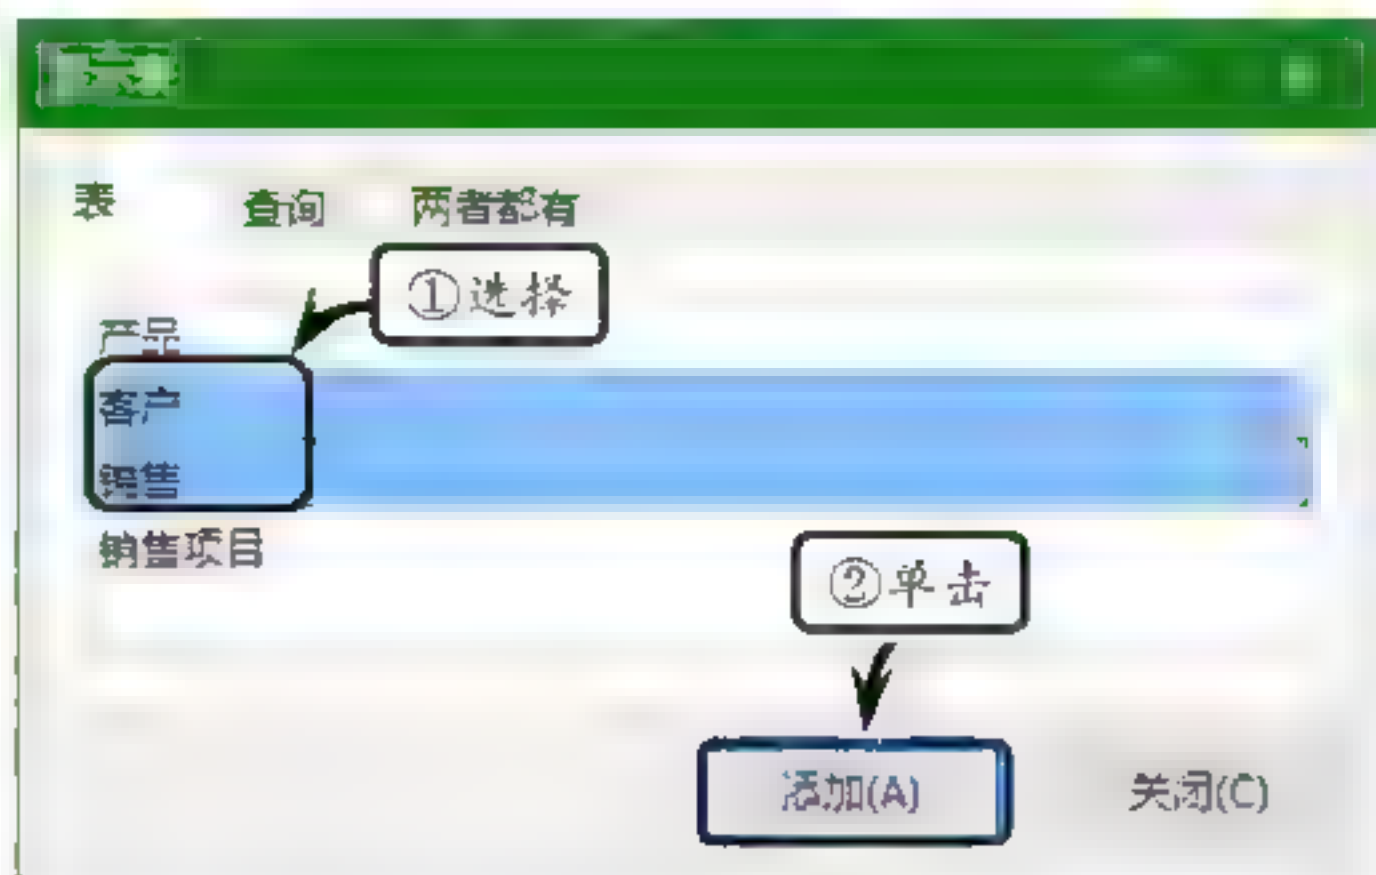 表 查询 两者都有
①选择
产品
客户
销售
销售项目
②单击
添加(A) 关闭(C)